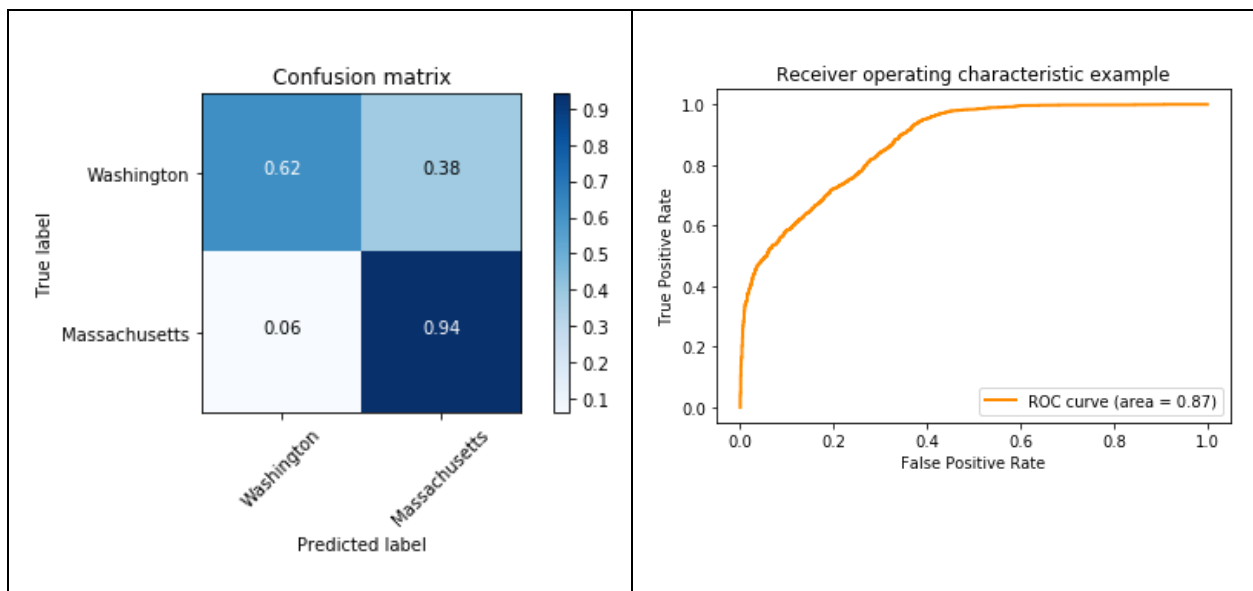 Confusion matrix
Washington
Massachusetts
True label
0.62 0.38
0.06 0.94
Washington Massachusetts
Predicted label
0.9
0.8
0.7
0.6
0.5
0.4
0.3
0.2
0.1
Receiver operating characteristic example
True Positive Rate
1.0
0.8
0.6
0.4
0.2
0.0
ROC curve (area = 0.87)
0.0 0.2 0.4 0.6 0.8 1.0
False Positive Rate